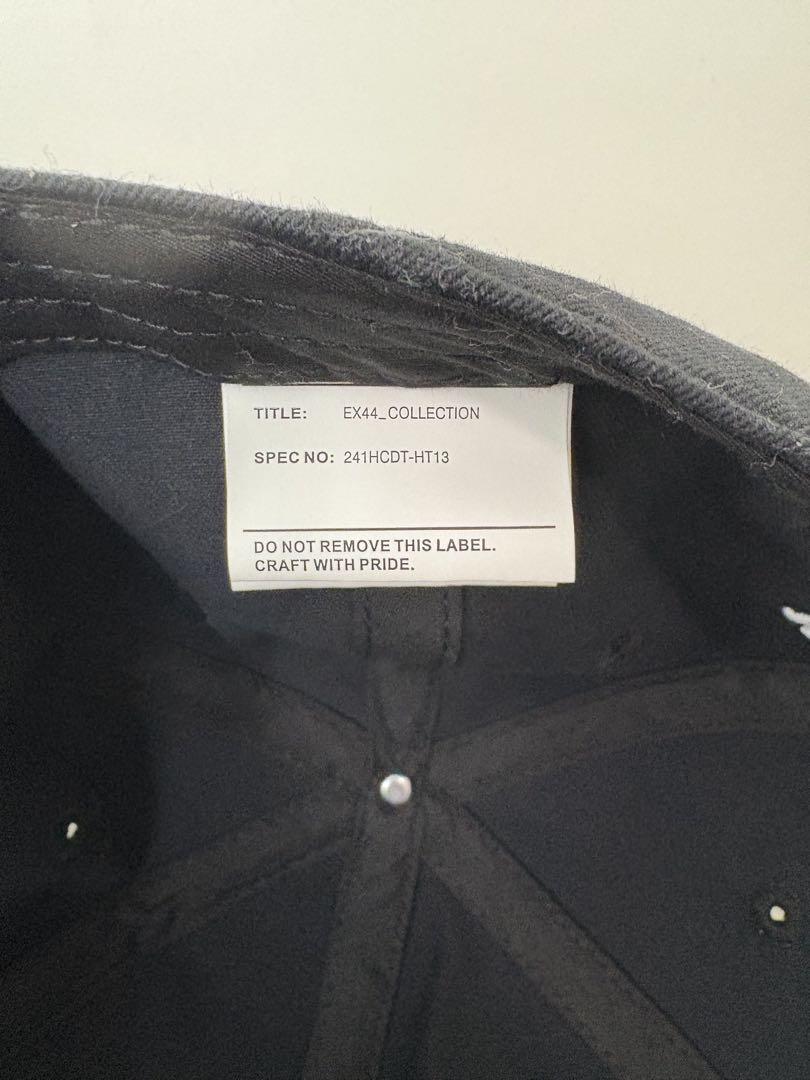 TITLE: EX44_COLLECTION
SPEC NO: 241HCDT-HT13
DO NOT REMOVE THIS LABEL.
CRAFT WITH PRIDE.